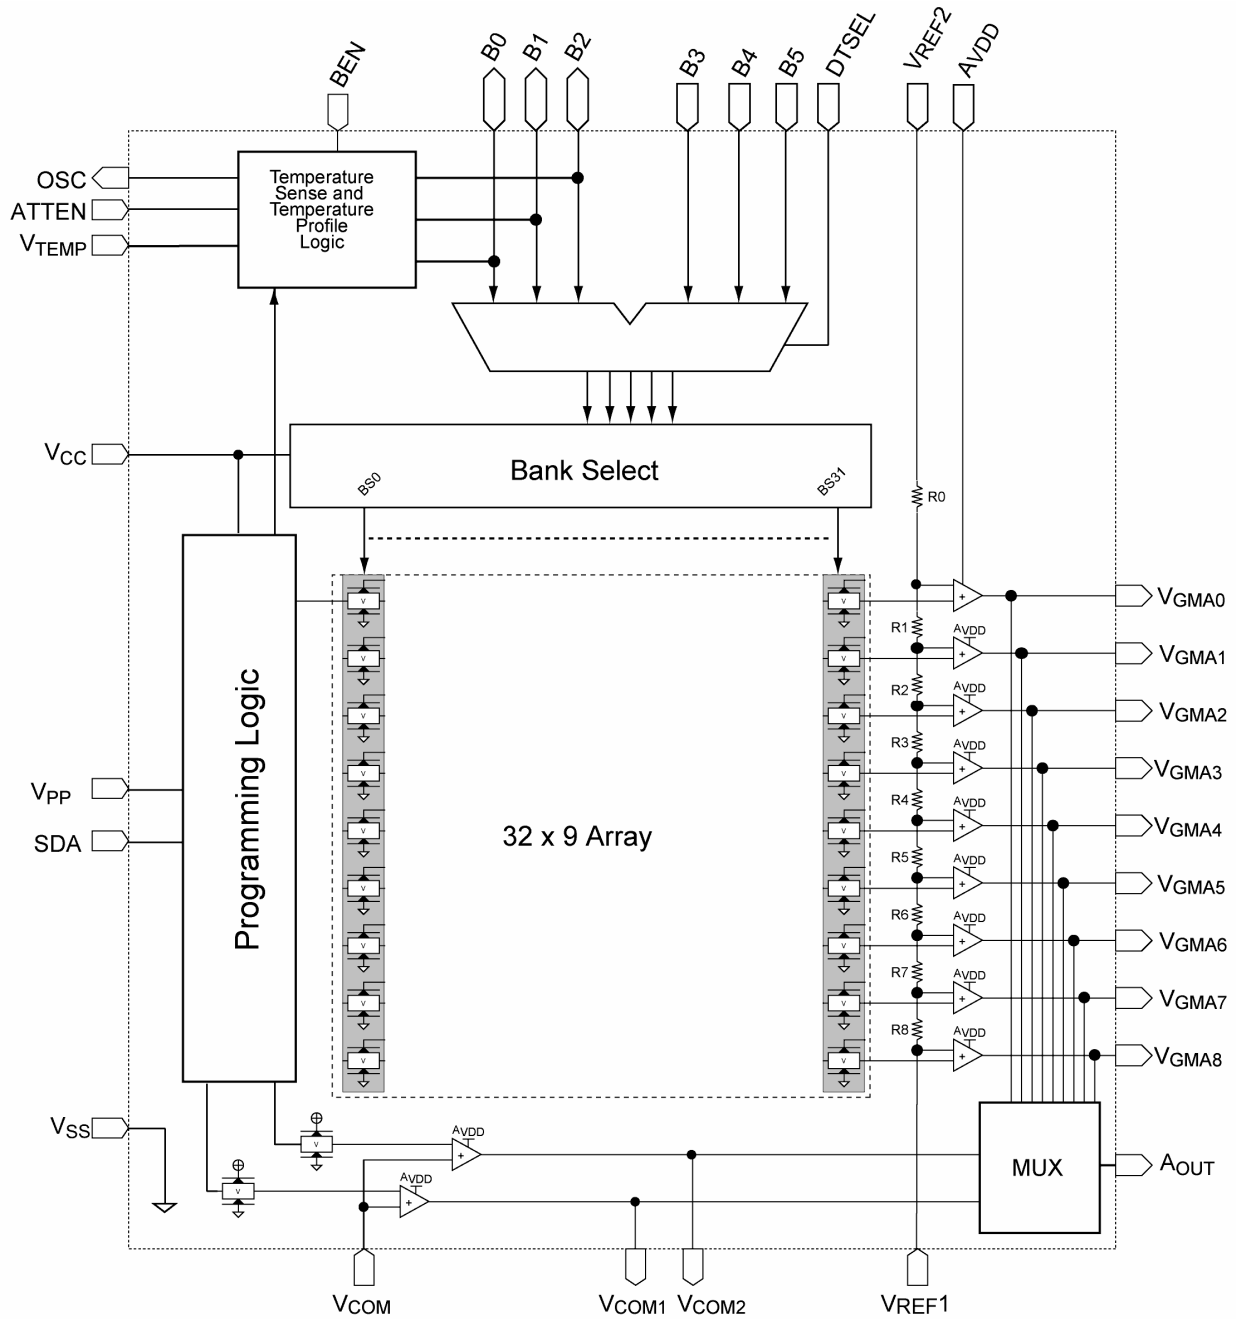 BEN
B0
B1
B2
B3
B4
B5
DTSEL
VREF2
AVDD
OSC
ATTEN
VTEMP
Temperature
Sense and
Temperature
Profile
Logic
VCC
Bank Select
BS0
BS31
R0
Programming Logic
32 x 9 Array
VPP
SDA
VSS
V
V
+
VGMA0
R1
AVDD
V
V
+
VGMA1
R2
AVDD
V
V
+
VGMA2
R3
AVDD
V
V
+
VGMA3
R4
AVDD
V
V
+
VGMA4
R5
AVDD
V
V
+
VGMA5
R6
AVDD
V
V
+
VGMA6
R7
AVDD
V
V
+
VGMA7
R8
AVDD
V
V
+
VGMA8
V
AVDD
+
V
AVDD
+
MUX
AOUT
VCOM
VCOM1
VCOM2
VREF1